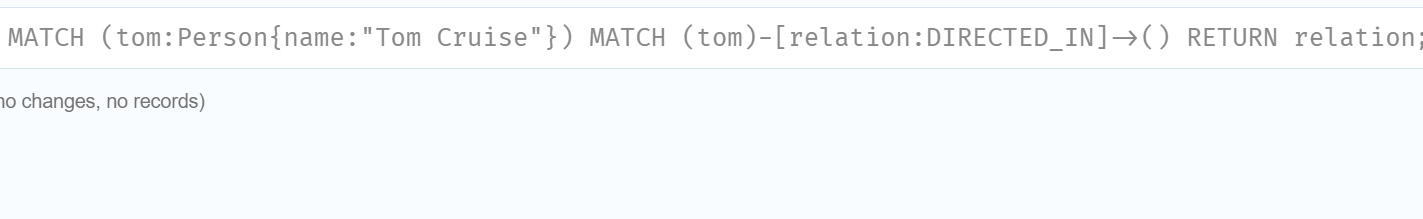 MATCH (tom:Person{name:"Tom Cruise"}) MATCH (tom)-[relation:DIRECTED_IN]->() RETURN relation;
no changes, no records)